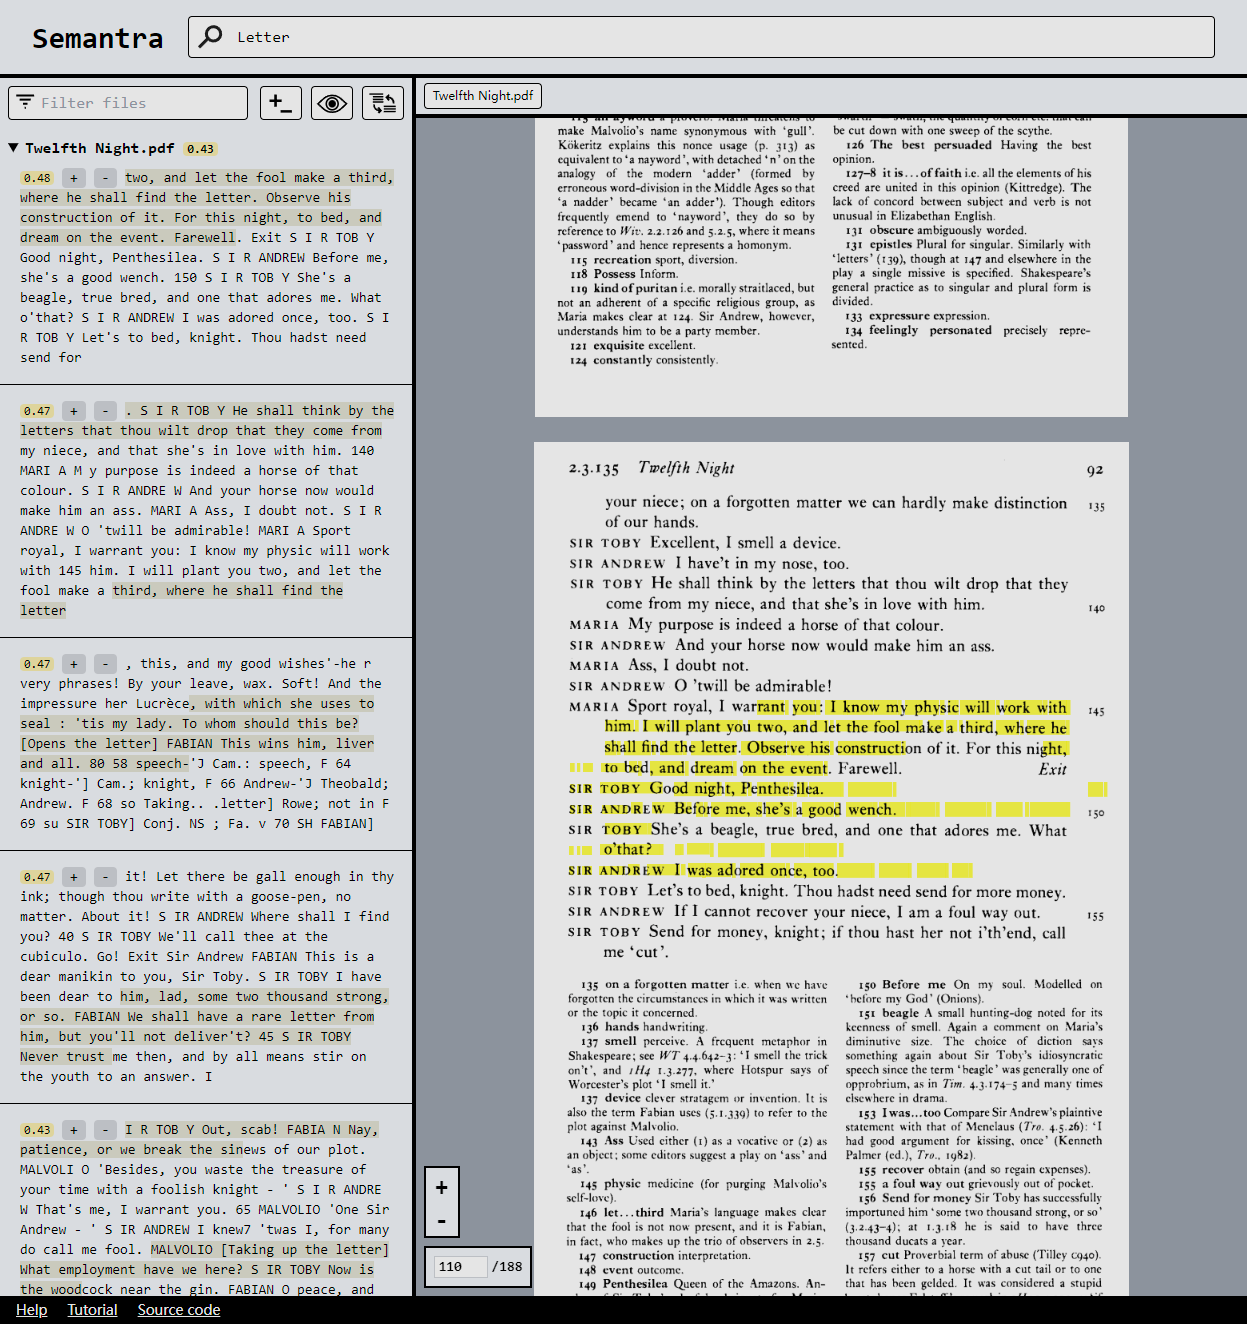 Semantra
Letter
Filter files
+_
Twelfth Night.pdf
▼ Twelfth Night.pdf 0.43
0.48 + - two, and let the fool make a third,
where he shall find the letter. Observe his
construction of it. For this night, to bed, and
dream on the event. Farewell. Exit S I R TOB Y
Good night, Penthesilea. S I R ANDREW Before me,
she's a good wench. 150 S I R TOB Y She's a
beagle, true bred, and one that adores me. What
o'that? S I R ANDREW I was adored once, too. S I
R TOB Y Let's to bed, knight. Thou hadst need
send for
0.47 + - . S I R TOB Y He shall think by the
letters that thou wilt drop that they come from
my niece, and that she's in love with him. 140
MARI A M y purpose is indeed a horse of that
colour. S I R ANDRE W And your horse now would
make him an ass. MARI A Ass, I doubt not. S I R
ANDRE W O 'twill be admirable! MARI A Sport
royal, I warrant you: I know my physic will work
with 145 him. I will plant you two, and let the
fool make a third, where he shall find the
letter
0.47 + - , this, and my good wishes'-he r
very phrases! By your leave, wax. Soft! And the
impressure her Lucrèce, with which she uses to
seal : 'tis my lady. To whom should this be?
[Opens the letter] FABIAN This wins him, liver
and all. 80 58 speech-'J Cam.: speech, F 64
knight-'] Cam.; knight, F 66 Andrew-'J Theobald;
Andrew. F 68 so Taking.. .letter] Rowe; not in F
69 su SIR TOBY] Conj. NS ; Fa. v 70 SH FABIAN]
0.47 + - it! Let there be gall enough in thy
ink; though thou write with a goose-pen, no
matter. About it! S IR ANDREW Where shall I find
you? 40 S IR TOBY We'll call thee at the
cubiculo. Go! Exit Sir Andrew FABIAN This is a
dear manikin to you, Sir Toby. S IR TOBY I have
been dear to him, lad, some two thousand strong,
or so. FABIAN We shall have a rare letter from
him, but you'll not deliver't? 45 S IR TOBY
Never trust me then, and by all means stir on
the youth to an answer. I
0.43 + - I R TOB Y Out, scab! FABIA N Nay,
patience, or we break the sinews of our plot.
MALVOLI O 'Besides, you waste the treasure of
your time with a foolish knight - ' S I R ANDRE
W That's me, I warrant you. 65 MALVOLIO 'One Sir
Andrew - ' S IR ANDREW I knew7 'twas I, for many
do call me fool. MALVOLIO [Taking up the letter]
What employment have we here? S IR TOBY Now is
the woodcock near the gin. FABIAN O peace, and
make Malvolio's name synonymous with 'gull'.
Kökeritz explains this nonce usage (p. 313) as
equivalent to 'a nayword', with detached 'n' on the
analogy of the modern 'adder' (formed by
erroneous word-division in the Middle Ages so that
'a nadder' became 'an adder'). Though editors
frequently emend to 'nayword', they do so by
reference to Wiv. 2.2.126 and 5.2.5, where it means
'password' and hence represents a homonym.
115 recreation sport, diversion.
118 Possess Inform.
119 kind of puritan i.e. morally straitlaced, but
not an adherent of a specific religious group, as
Maria makes clear at 124. Sir Andrew, however,
understands him to be a party member.
121 exquisite excellent.
124 constantly consistently.
be cut down with one sweep of the scythe.
126 The best persuaded Having the best
opinion.
127–8 it is...of faith i.e. all the elements of his
creed are united in this opinion (Kittredge). The
lack of concord between subject and verb is not
unusual in Elizabethan English.
131 obscure ambiguously worded.
131 epistles Plural for singular. Similarly with
'letters' (139), though at 147 and elsewhere in the
play a single missive is specified. Shakespeare's
general practice as to singular and plural form is
divided.
133 expressure expression.
134 feelingly personated precisely repre-
sented.
2.3.135 Twelfth Night 92
your niece; on a forgotten matter we can hardly make distinction 135
of our hands.
SIR TOBY Excellent, I smell a device.
SIR ANDREW I have't in my nose, too.
SIR TOBY He shall think by the letters that thou wilt drop that they
come from my niece, and that she's in love with him. 140
MARIA My purpose is indeed a horse of that colour.
SIR ANDREW And your horse now would make him an ass.
MARIA Ass, I doubt not.
SIR ANDREW O 'twill be admirable!
MARIA Sport royal, I warrant you: I know my physic will work with 145
him. I will plant you two, and let the fool make a third, where he
shall find the letter. Observe his construction of it. For this night,
to bed, and dream on the event. Farewell. Exit
SIR TOBY Good night, Penthesilea.
SIR ANDREW Before me, she's a good wench. 150
SIR TOBY She's a beagle, true bred, and one that adores me. What
o'that?
SIR ANDREW I was adored once, too.
SIR TOBY Let's to bed, knight. Thou hadst need send for more money.
SIR ANDREW If I cannot recover your niece, I am a foul way out. 155
SIR TOBY Send for money, knight; if thou hast her not i'th'end, call
me 'cut'.
135 on a forgotten matter i.e. when we have
forgotten the circumstances in which it was written
or the topic it concerned.
136 hands handwriting.
137 smell perceive. A frequent metaphor in
Shakespeare; see WT 4.4.642–3: 'I smell the trick
on't', and 1H4 1.3.277, where Hotspur says of
Worcester's plot 'I smell it.'
137 device clever stratagem or invention. It is
also the term Fabian uses (5.1.339) to refer to the
plot against Malvolio.
143 Ass Used either (1) as a vocative or (2) as
an object; some editors suggest a play on 'ass' and
'as'.
145 physic medicine (for purging Malvolio's
self-love).
146 let...third Maria's language makes clear
that the fool is not now present, and it is Fabian,
in fact, who makes up the trio of observers in 2.5.
147 construction interpretation.
148 event outcome.
149 Penthesilea Queen of the Amazons. An-
150 Before me On my soul. Modelled on
'before my God' (Onions).
151 beagle A small hunting-dog noted for its
keenness of smell. Again a comment on Maria's
diminutive size. The choice of diction says
something again about Sir Toby's idiosyncratic
speech since the term 'beagle' was generally one of
opprobrium, as in Tim. 4.3.174–5 and many times
elsewhere in drama.
153 I was...too Compare Sir Andrew's plaintive
statement with that of Menelaus (Tro. 4.5.26): 'I
had good argument for kissing, once' (Kenneth
Palmer (ed.), Tro., 1982).
155 recover obtain (and so regain expenses).
155 a foul way out grievously out of pocket.
156 Send for money Sir Toby has successfully
importuned him 'some two thousand strong, or so'
(3.2.43–4); at 1.3.18 he is said to have three
thousand ducats a year.
157 cut Proverbial term of abuse (Tilley C940).
It refers either to a horse with a cut tail or to one
that has been gelded. It was considered a stupid
+
-
110 /188
Help Tutorial Source code